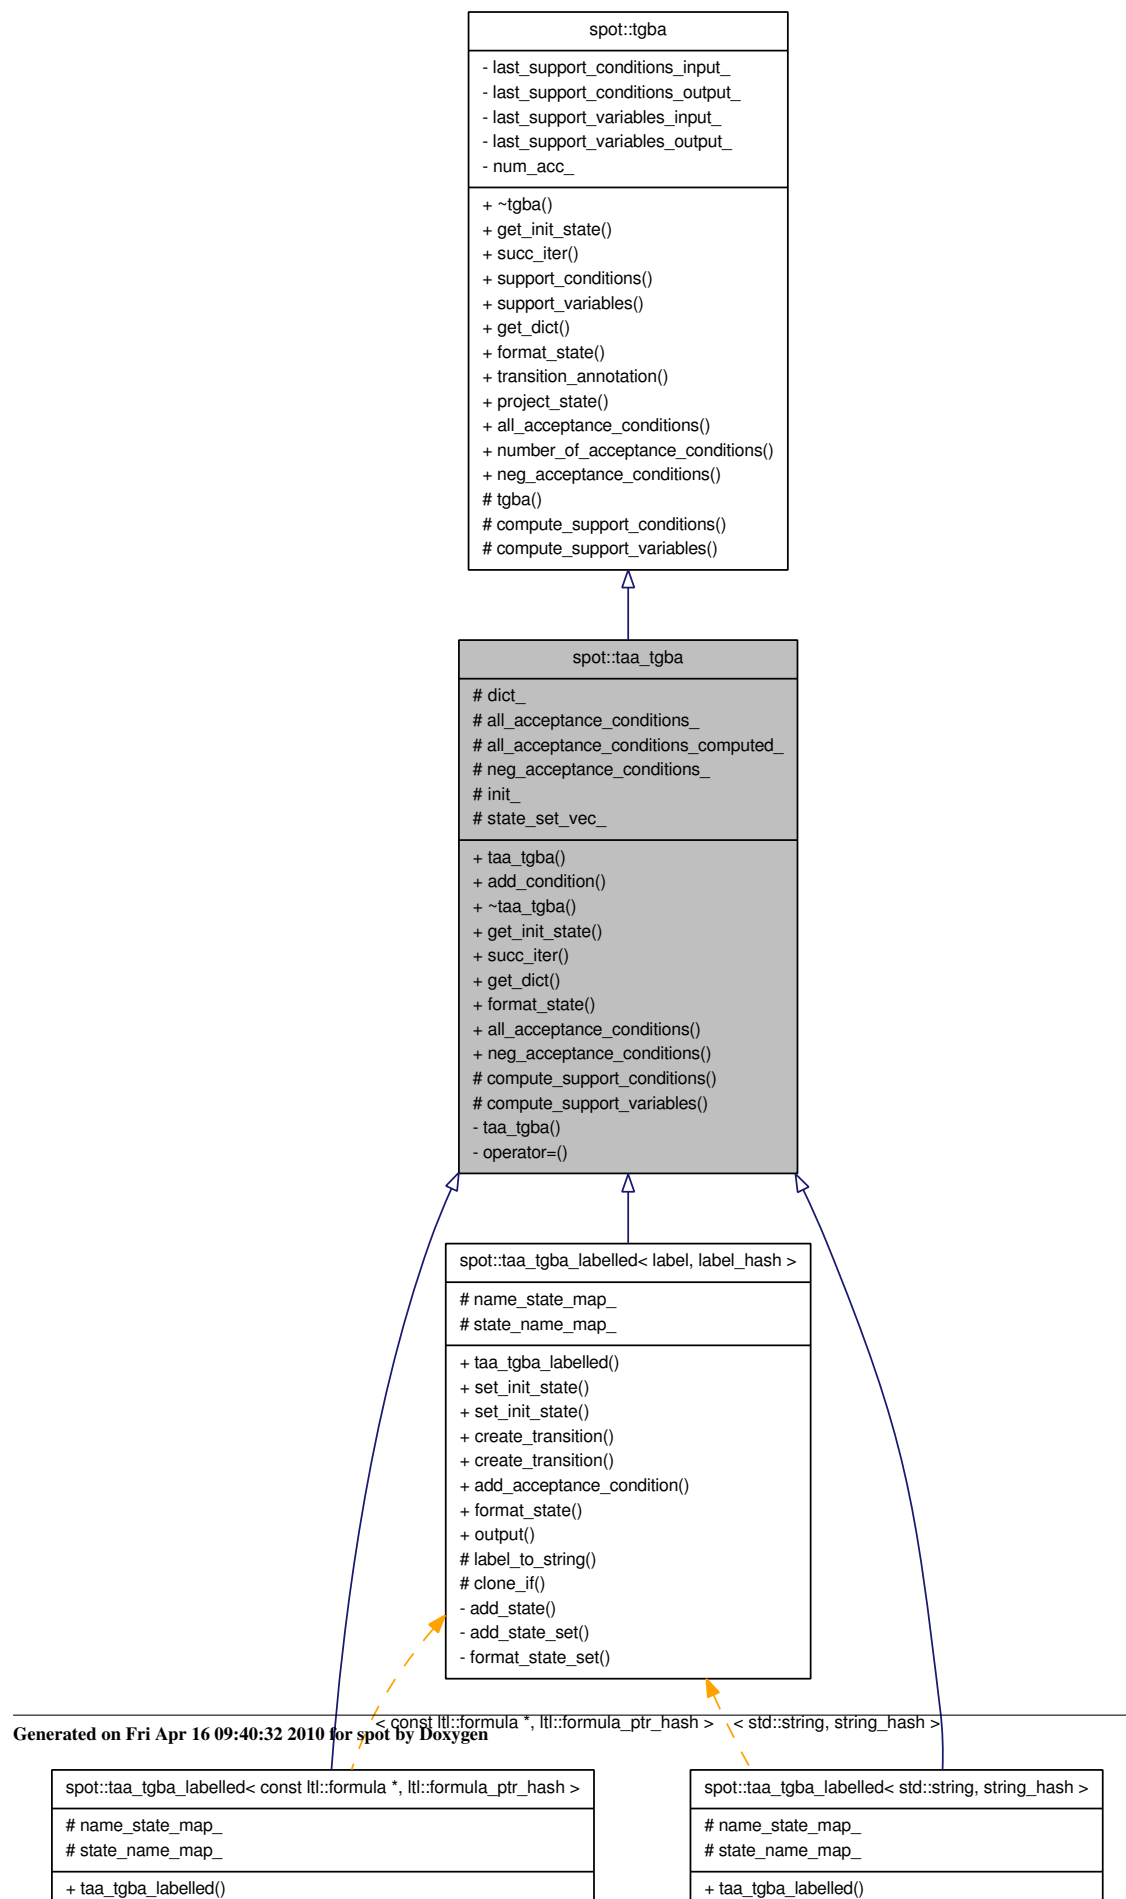 spot::tgba
- last_support_conditions_input_
- last_support_conditions_output_
- last_support_variables_input_
- last_support_variables_output_
- num_acc_
+ ~tgba()
+ get_init_state()
+ succ_iter()
+ support_conditions()
+ support_variables()
+ get_dict()
+ format_state()
+ transition_annotation()
+ project_state()
+ all_acceptance_conditions()
+ number_of_acceptance_conditions()
+ neg_acceptance_conditions()
# tgba()
# compute_support_conditions()
# compute_support_variables()
spot::taa_tgba
# dict_
# all_acceptance_conditions_
# all_acceptance_conditions_computed_
# neg_acceptance_conditions_
# init_
# state_set_vec_
+ taa_tgba()
+ add_condition()
+ ~taa_tgba()
+ get_init_state()
+ succ_iter()
+ get_dict()
+ format_state()
+ all_acceptance_conditions()
+ neg_acceptance_conditions()
# compute_support_conditions()
# compute_support_variables()
- taa_tgba()
- operator=()
spot::taa_tgba_labelled< label, label_hash >
# name_state_map_
# state_name_map_
+ taa_tgba_labelled()
+ set_init_state()
+ set_init_state()
+ create_transition()
+ create_transition()
+ add_acceptance_condition()
+ format_state()
+ output()
# label_to_string()
# clone_if()
- add_state()
- add_state_set()
- format_state_set()
< const ltl::formula *, ltl::formula_ptr_hash >
< std::string, string_hash >
Generated on Fri Apr 16 09:40:32 2010 for spot by Doxygen
spot::taa_tgba_labelled< const ltl::formula *, ltl::formula_ptr_hash >
# name_state_map_
# state_name_map_
+ taa_tgba_labelled()
spot::taa_tgba_labelled< std::string, string_hash >
# name_state_map_
# state_name_map_
+ taa_tgba_labelled()